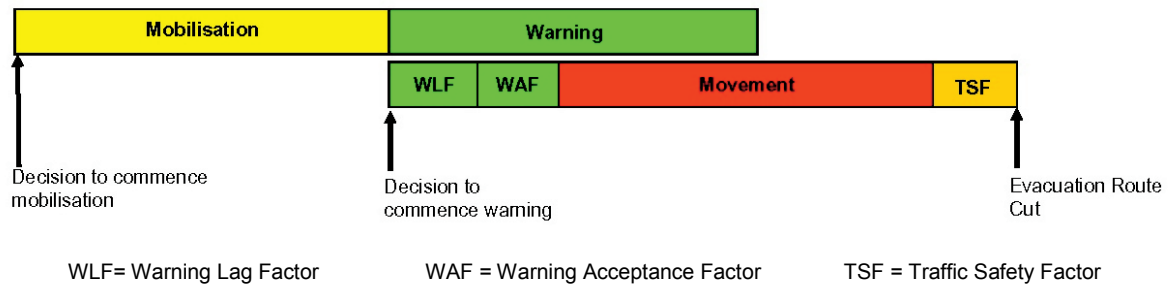 Mobilisation Warning
WLF WAF Movement TSF
Decision to commence
mobilisation
Decision to
commence warning
Evacuation Route
Cut
WLF= Warning Lag Factor WAF = Warning Acceptance Factor TSF = Traffic Safety Factor